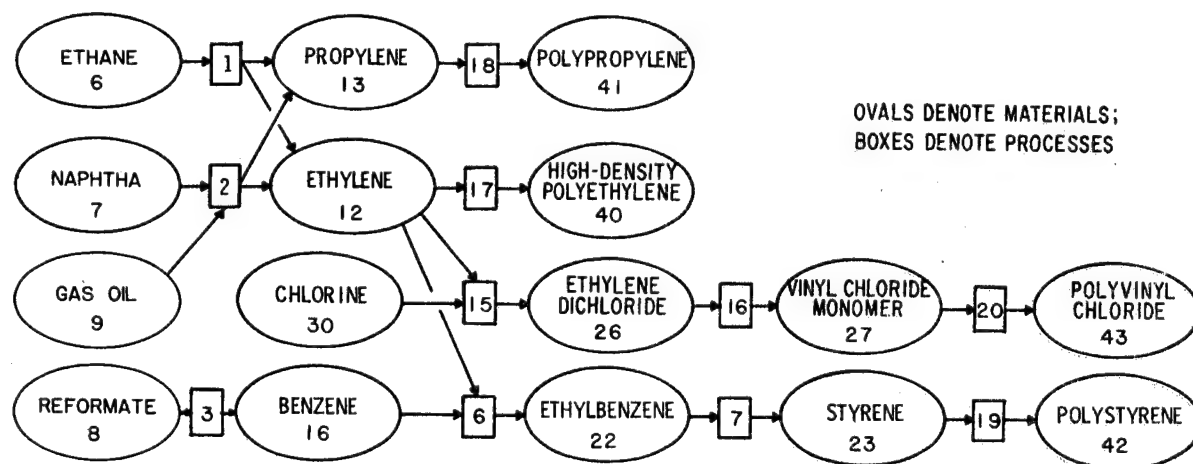 ETHANE
6
1
PROPYLENE
13
18
POLYPROPYLENE
41
OVALS DENOTE MATERIALS;
BOXES DENOTE PROCESSES
NAPHTHA
7
2
ETHYLENE
12
17
HIGH-DENSITY
POLYETHYLENE
40
GAS OIL
9
CHLORINE
30
15
ETHYLENE
DICHLORIDE
26
16
VINYL CHLORIDE
MONOMER
27
20
POLYVINYL
CHLORIDE
43
REFORMATE
8
3
BENZENE
16
6
ETHYLBENZENE
22
7
STYRENE
23
19
POLYSTYRENE
42